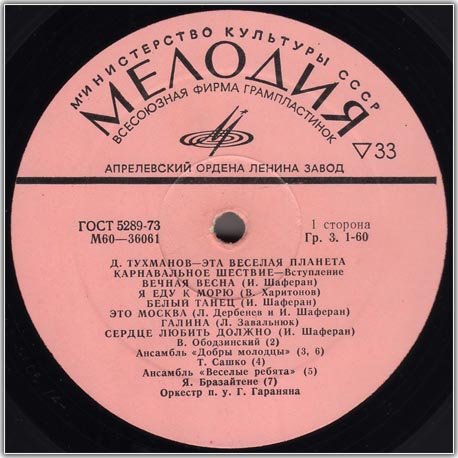 МИНИСТЕРСТВО КУЛЬТУРЫ СССР
МЕЛОДИЯ
ВСЕСОЮЗНАЯ ФИРМА ГРАМПЛАСТИНОК
▽33
АПРЕЛЕВСКИЙ ОРДЕНА ЛЕНИНА ЗАВОД
ГОСТ 5289-73 1 сторона
М60—36061 Гр. 3. 1-60
Д. ТУХМАНОВ—ЭТА ВЕСЕЛАЯ ПЛАНЕТА
КАРНАВАЛЬНОЕ ШЕСТВИЕ—Вступление
ВЕЧНАЯ ВЕСНА (И. Шаферан)
Я ЕДУ К МОРЮ (В. Харитонов)
БЕЛЫЙ ТАНЕЦ (И. Шаферан)
ЭТО МОСКВА (Л. Дербенев и И. Шаферан)
ГАЛИНА (Л. Завальнюк)
СЕРДЦЕ ЛЮБИТЬ ДОЛЖНО (И. Шаферан)
В. Ободзинский (2)
Ансамбль «Добры молодцы» (3, 6)
Т. Сашко (4)
Ансамбль «Веселые ребята» (5)
Я. Бразайтене (7)
Оркестр п. у. Г. Гараняна